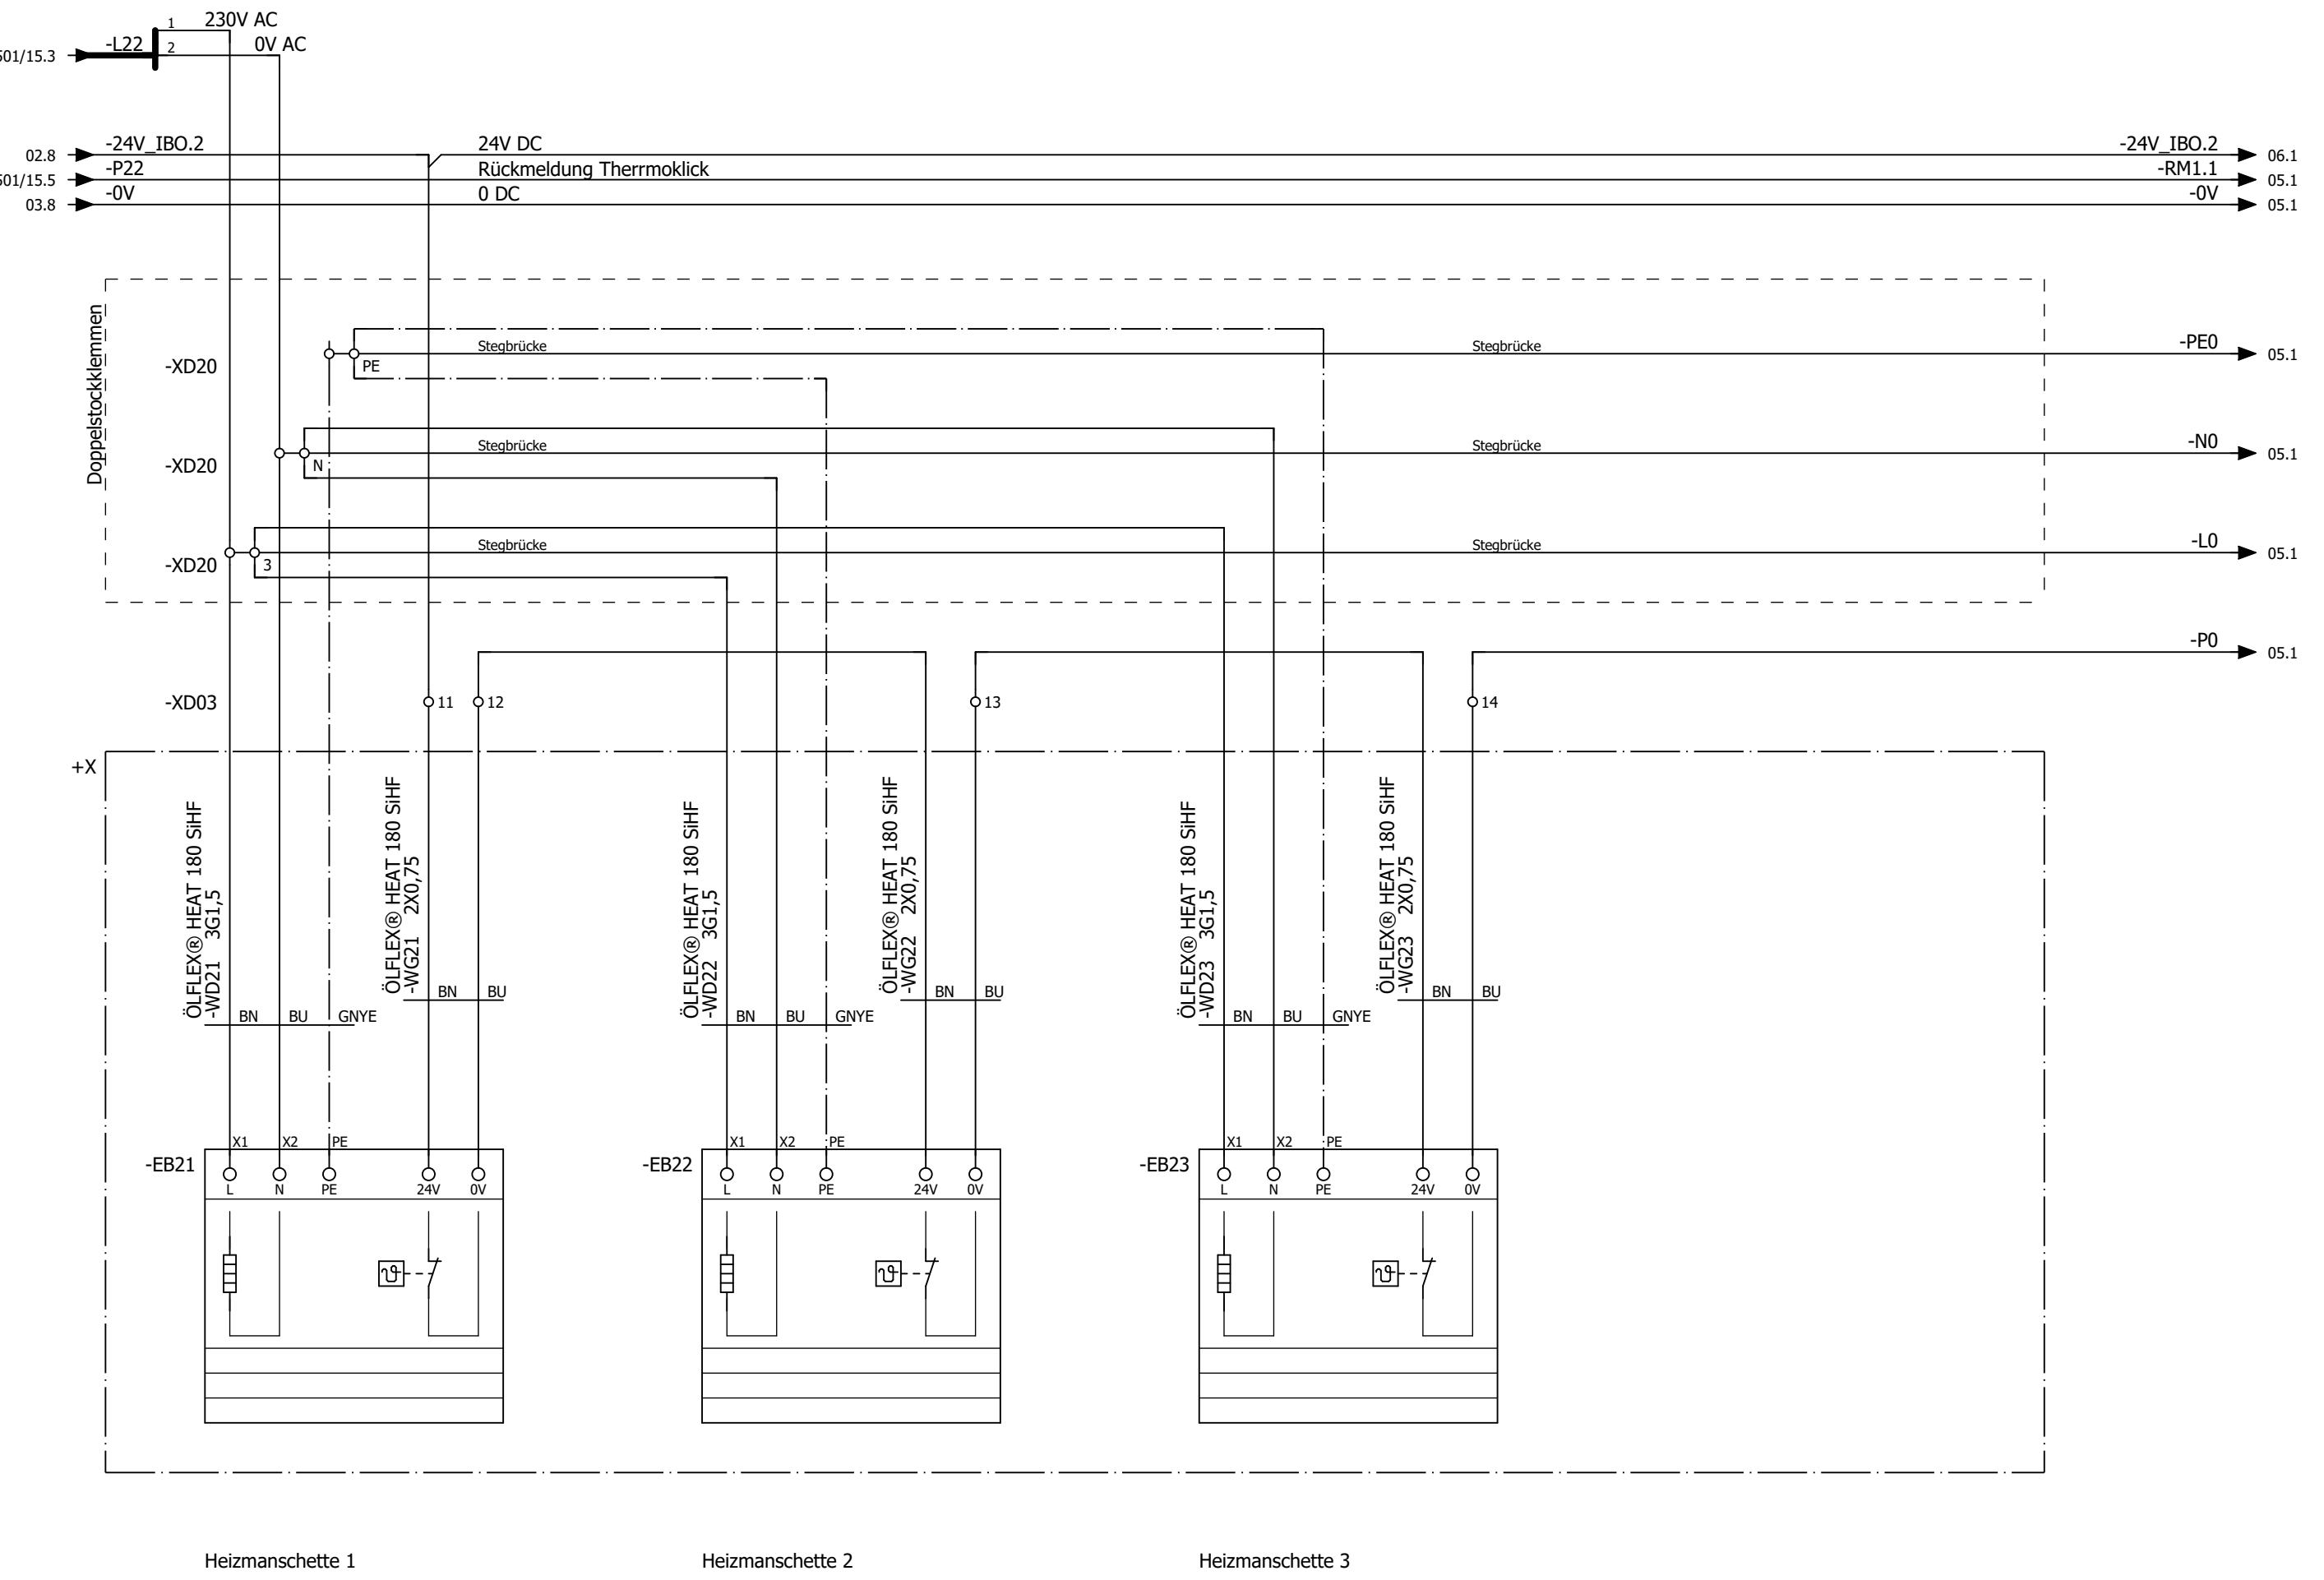 1 230V AC
-L22 2 0V AC
501/15.3
-24V_IBO.2 24V DC -24V_IBO.2
02.8 06.1
-P22 Rückmeldung Therrmoklick -RM1.1
501/15.5 05.1
-0V 0 DC -0V
03.8 05.1
Doppelstockklemmen
Stegbrücke Stegbrücke -PE0
05.1
-XD20 PE
Stegbrücke Stegbrücke -N0
05.1
-XD20 N
Stegbrücke Stegbrücke -L0
05.1
-XD20 3
-P0
05.1
-XD03 11 12 13 14
+X
ÖLFLEX® HEAT 180 SiHF
-WD21 3G1,5
ÖLFLEX® HEAT 180 SiHF
-WG21 2X0,75
ÖLFLEX® HEAT 180 SiHF
-WD22 3G1,5
ÖLFLEX® HEAT 180 SiHF
-WG22 2X0,75
ÖLFLEX® HEAT 180 SiHF
-WD23 3G1,5
ÖLFLEX® HEAT 180 SiHF
-WG23 2X0,75
BN BU BN BU BN BU
BN BU GNYE BN BU GNYE BN BU GNYE
X1 X2 PE X1 X2 PE X1 X2 PE
-EB21 -EB22 -EB23
L N PE 24V 0V L N PE 24V 0V L N PE 24V 0V
Heizmanschette 1 Heizmanschette 2 Heizmanschette 3